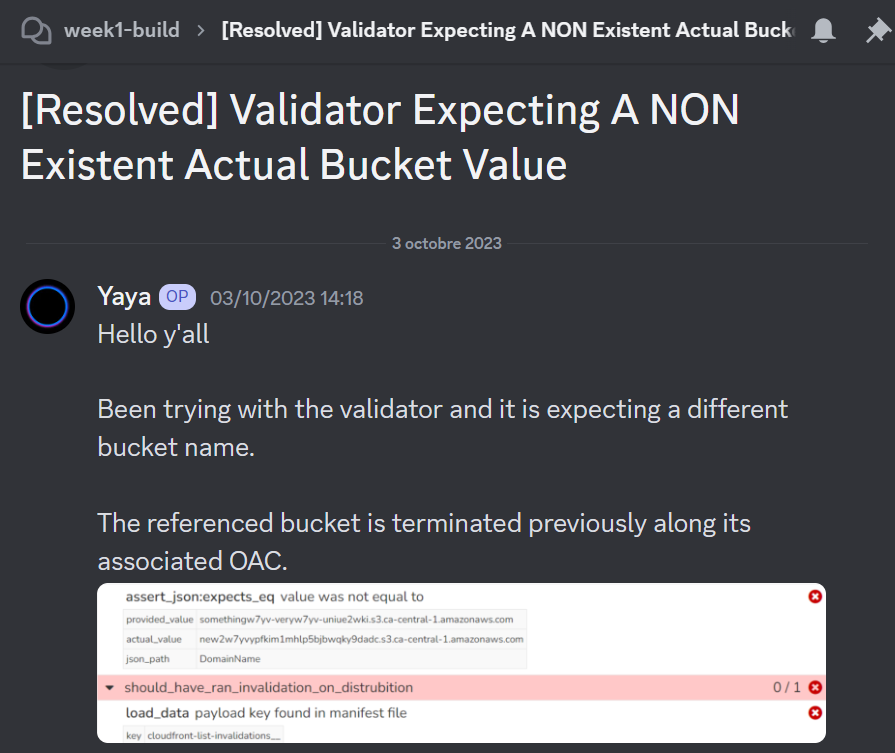 week1-build > [Resolved] Validator Expecting A NON Existent Actual Buck
[Resolved] Validator Expecting A NON
Existent Actual Bucket Value
3 octobre 2023
Yaya OP 03/10/2023 14:18
Hello y'all
Been trying with the validator and it is expecting a different
bucket name.
The referenced bucket is terminated previously along its
associated OAC.
assert_json:expects_eq value was not equal to
provided_value somethingw7yv-veryw7yv-uniue2wki.s3.ca-central-1.amazonaws.com
actual_value new2w7yvypfkim1mhlp5bjbwqky9dadc.s3.ca-central-1.amazonaws.com
json_path DomainName
should_have_ran_invalidation_on_distrubition 0 / 1
load_data payload key found in manifest file
key cloudfront-list-invalidations__